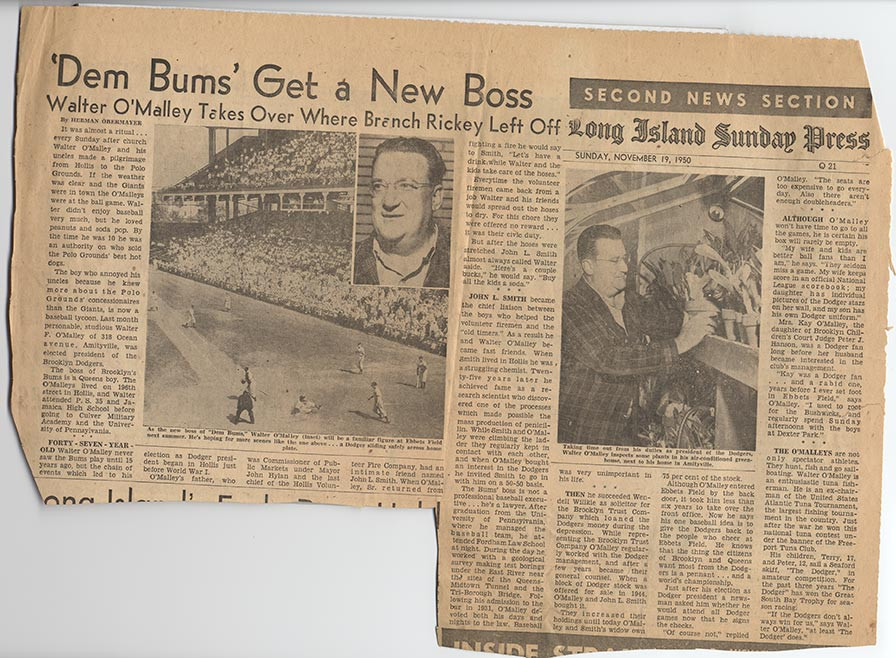 'Dem Bums' Get a New Boss
Walter O'Malley Takes Over Where Branch Rickey Left Off
SECOND NEWS SECTION
Long Island Sunday Press
SUNDAY, NOVEMBER 19, 1950
Q 21
By HERMAN OBERMAYER
It was almost a ritual . . .
every Sunday after church
Walter O'Malley and his
uncles made a pilgrimage
from Hollis to the Polo
Grounds. If the weather
was clear and the Giants
were in town the O'Malleys
were at the ball game. Wal-
ter didn't enjoy baseball
very much, but he loved
peanuts and soda pop. By
the time he was 10 he was
an authority on who sold
the Polo Grounds' best hot
dogs.
The boy who annoyed his
uncles because he knew
more about the Polo
Grounds' concessionaires
than the Giants, is now a
baseball tycoon. Last month
personable, studious Walter
F. O'Malley of 318 Ocean
avenue, Amityville, was
elected president of the
Brooklyn Dodgers.
The boss of Brooklyn's
Bums is a Queens boy. The
O'Malleys lived on 196th
street in Hollis, and Walter
attended P. S. 35 and Ja-
maica High School before
going to Culver Military
Academy and the Univer-
sity of Pennsylvania.
FORTY-SEVEN-YEAR-
OLD Walter O'Malley never
saw the Bums play until 15
years ago, but the chain of
events which led to his
As the new boss of "Dem Bums," Walter O'Malley (inset) will be a familiar figure at Ebbets Field
next summer. He's hoping for more scenes like the one above . . . a Dodger sliding safely across home
plate.
election as Dodger presi-
dent began in Hollis just
before World War I.
O'Malley's father, who
was Commissioner of Pub-
lic Markets under Mayor
John Hylan and the last
chief of the Hollis Volun-
teer Fire Company, had an
intimate friend named
John L. Smith. When O'Mal-
ley, Sr. returned from
fighting a fire he would say
to Smith, "Let's have a
drink while Walter and the
kids take care of the hoses."
Everytime the volunteer
firemen came back from a
job Walter and his friends
would spread out the hoses
to dry. For this chore they
were offered no reward . . .
it was their civic duty.
But after the hoses were
stretched John L. Smith
almost always called Walter
aside. "Here's a couple
bucks," he would say. "Buy
all the kids a soda."
JOHN L. SMITH became
the chief liaison between
the boys who helped the
volunteer firemen and the
"old timers." As a result he
and Walter O'Malley be-
came fast friends. When
Smith lived in Hollis he was
a struggling chemist. Twen-
ty-five years later he
achieved fame as a re-
search scientist who discov-
ered one of the processes
which made possible the
mass production of penicil-
lin. While Smith and O'Mal-
ley were climbing the lad-
der they regularly kept in
contact with each other,
and when O'Malley bought
an interest in the Dodgers
he invited Smith to go in
with him on a 50-50 basis.
The Bums' boss is not a
professional baseball execu-
tive . . . he's a lawyer. After
graduation from the Uni-
versity of Pennsylvania,
where he managed the
baseball team, he at-
tended Fordham Law School
at night. During the day he
worked with a geological
survey making test borings
under the East River near
the sites of the Queens-
Midtown Tunnel and the
Tri-Borough Bridge. Fol-
lowing his admission to the
bar in 1931, O'Malley de-
voted both his days and
nights to the law. Baseball
Taking time out from his duties as president of the Dodgers,
Walter O'Malley inspects some plants in his air-conditioned green-
house, next to his home in Amityville.
was very unimportant in
his life.
THEN he succeeded Wen-
dell Willkie as solicitor for
the Brooklyn Trust Com-
pany which loaned the
Dodgers money during the
depression. While repre-
senting the Brooklyn Trust
Company O'Malley regular-
ly worked with the Dodger
management, and after a
few years became their
general counsel. When a
block of Dodger stock was
offered for sale in 1944,
O'Malley and John L. Smith
bought it.
They increased their
holdings until today O'Mal-
ley and Smith's widow own
75 per cent of the stock.
Although O'Malley entered
Ebbets Field by the back
door, it took him less than
six years to take over the
front office. Now he says
his one baseball idea is to
give the Dodgers back to
the people who cheer at
Ebbets Field. He knows
that the thing the citizens
of Brooklyn and Queens
want most from the Dodg-
ers is a pennant . . . and a
world's championship.
Just after his election as
Dodger president a news-
man asked him whether he
would attend all Dodger
games now that he signs
the checks.
"Of course not," replied
O'Malley. "The seats are
too expensive to go every-
day. Also there aren't
enough doubleheaders."
ALTHOUGH O'Malley
won't have time to go to all
the games, he is certain his
box will rarely be empty.
"My wife and kids are
better ball fans than I
am," he says. "They seldom
miss a game. My wife keeps
score in an official National
League scorebook; my
daughter has individual
pictures of the Dodger stars
on her wall, and my son has
his own Dodger uniform."
Mrs. Kay O'Malley, the
daughter of Brooklyn Chil-
dren's Court Judge Peter J.
Hanson, was a Dodger fan
long before her husband
became interested in the
club's management.
"Kay was a Dodger fan
. . . and a rabid one,
years before I ever set foot
in Ebbets Field," says
O'Malley. "I used to root
for the Bushwicks, and
regularly spend Sunday
afternoons with the boys
at Dexter Park."
THE O'MALLEYS are not
only spectator athletes.
They hunt, fish and go sail-
boating. Walter O'Malley is
an enthusiastic tuna fish-
erman. He is an ex-chair-
man of the United States
Atlantic Tuna Tournament,
the largest fishing tourna-
ment in the country. Just
after the war he won this
national tuna contest un-
der the banner of the Free-
port Tuna Club.
His children, Terry, 17,
and Peter, 12, sail a Seaford
skiff, "The Dodger," in
amateur competition. For
the past three years "The
Dodger" has won the Great
South Bay Trophy for sea-
son racing.
"If the Dodgers don't al-
ways win for us," says Wal-
ter O'Malley, "at least 'The
Dodger' does."
INSIDE